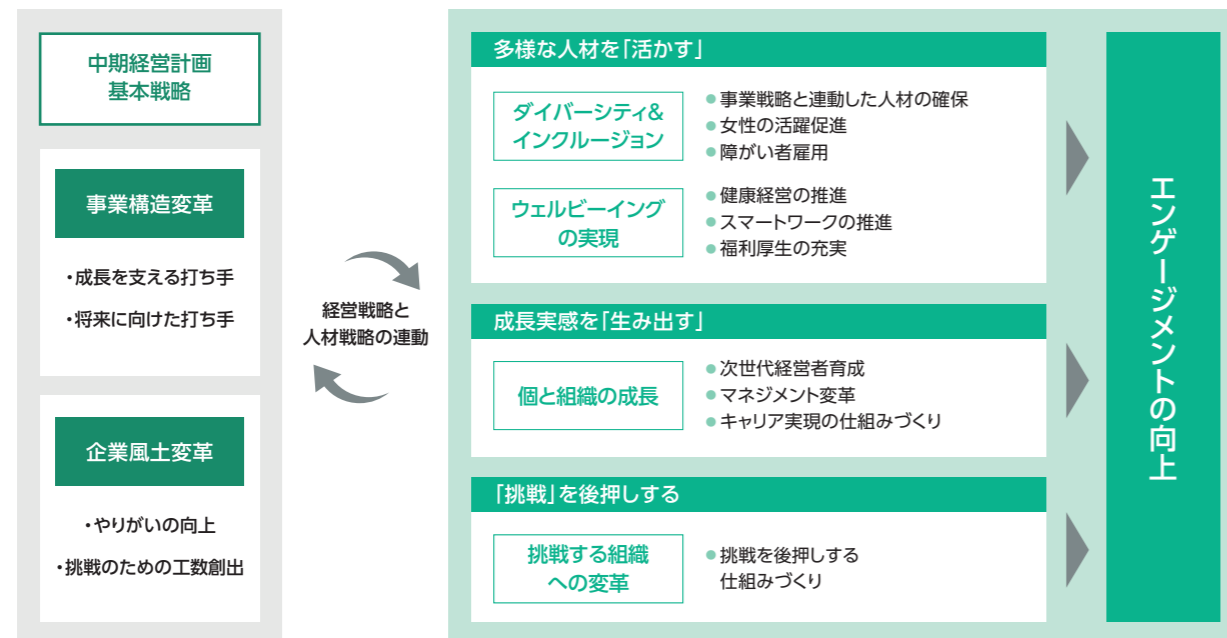 中期経営計画
基本戦略
事業構造変革
・成長を支える打ち手
・将来に向けた打ち手
企業風土変革
・やりがいの向上
・挑戦のための工数創出
経営戦略と
人材戦略の連動
多様な人材を「活かす」
ダイバーシティ&
インクルージョン
●事業戦略と連動した人材の確保
●女性の活躍促進
●障がい者雇用
ウェルビーイング
の実現
●健康経営の推進
●スマートワークの推進
●福利厚生の充実
成長実感を「生み出す」
個と組織の成長
●次世代経営者育成
●マネジメント変革
●キャリア実現の仕組みづくり
「挑戦」を後押しする
挑戦する組織
への変革
●挑戦を後押しする
仕組みづくり
エンゲージメントの向上